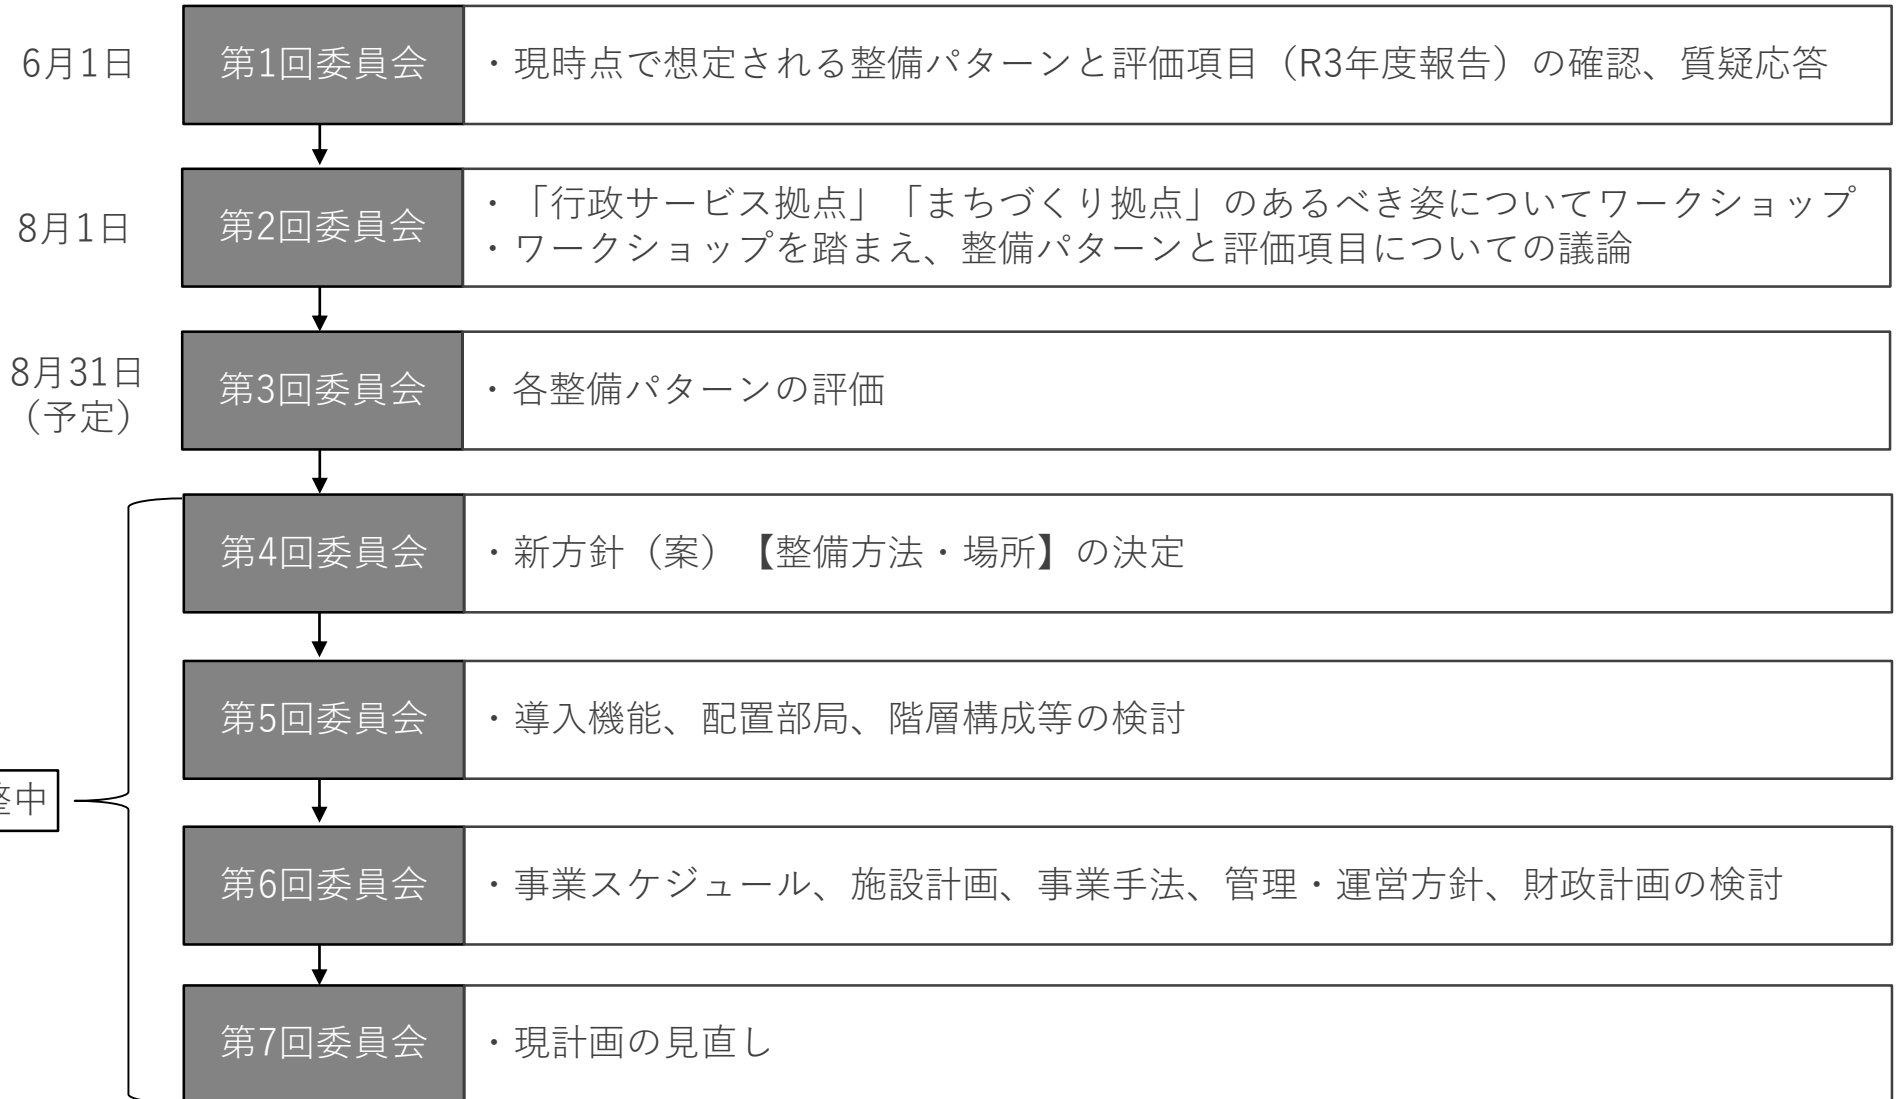 6月1日
第1回委員会
・現時点で想定される整備パターンと評価項目（R3年度報告）の確認、質疑応答
8月1日
第2回委員会
・「行政サービス拠点」「まちづくり拠点」のあるべき姿についてワークショップ
・ワークショップを踏まえ、整備パターンと評価項目についての議論
8月31日
（予定）
第3回委員会
・各整備パターンの評価
第4回委員会
・新方針（案）【整備方法・場所】の決定
第5回委員会
・導入機能、配置部局、階層構成等の検討
整中
第6回委員会
・事業スケジュール、施設計画、事業手法、管理・運営方針、財政計画の検討
第7回委員会
・現計画の見直し